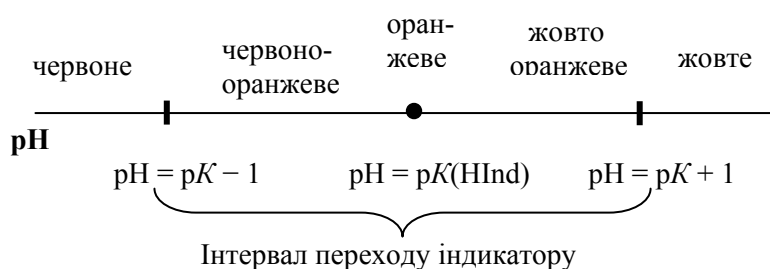 червоне
червоно-
оранжеве
оран-
жеве
жовто
оранжеве
жовте
pH
pH = pK − 1
pH = pK(HInd)
pH = pK + 1
Інтервал переходу індикатору